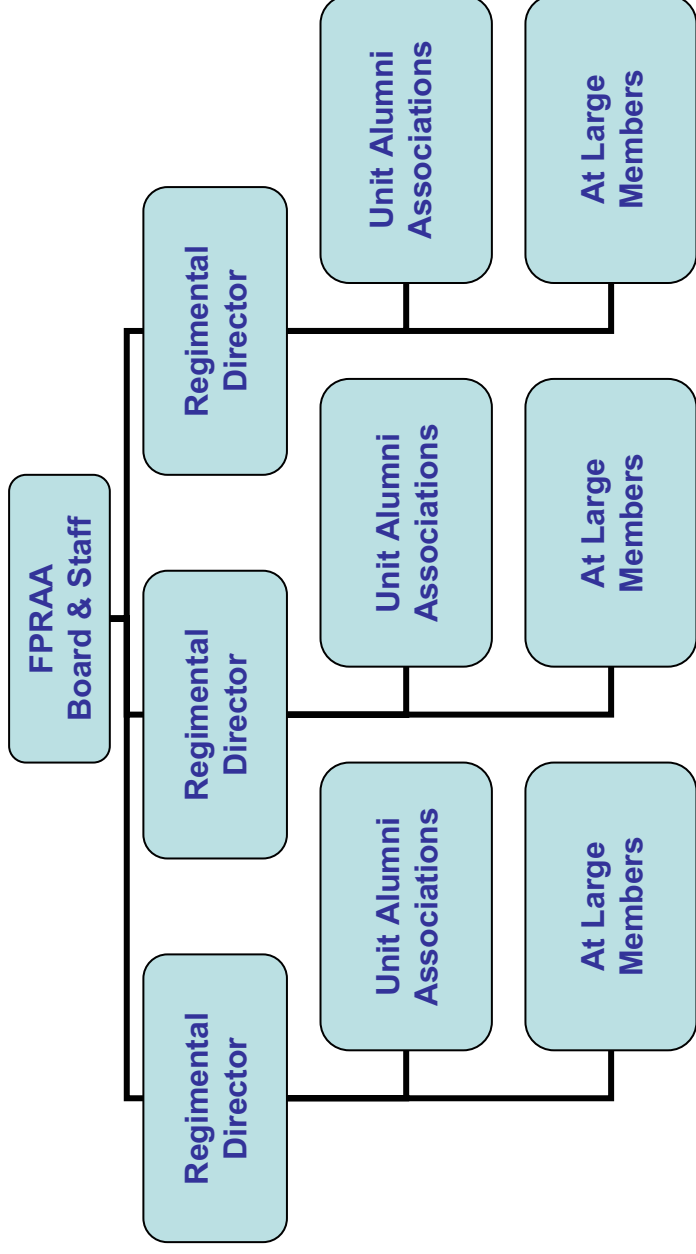 FPRAA
Board & Staff
Regimental
Director
Regimental
Director
Regimental
Director
Unit Alumni
Associations
Unit Alumni
Associations
Unit Alumni
Associations
At Large
Members
At Large
Members
At Large
Members